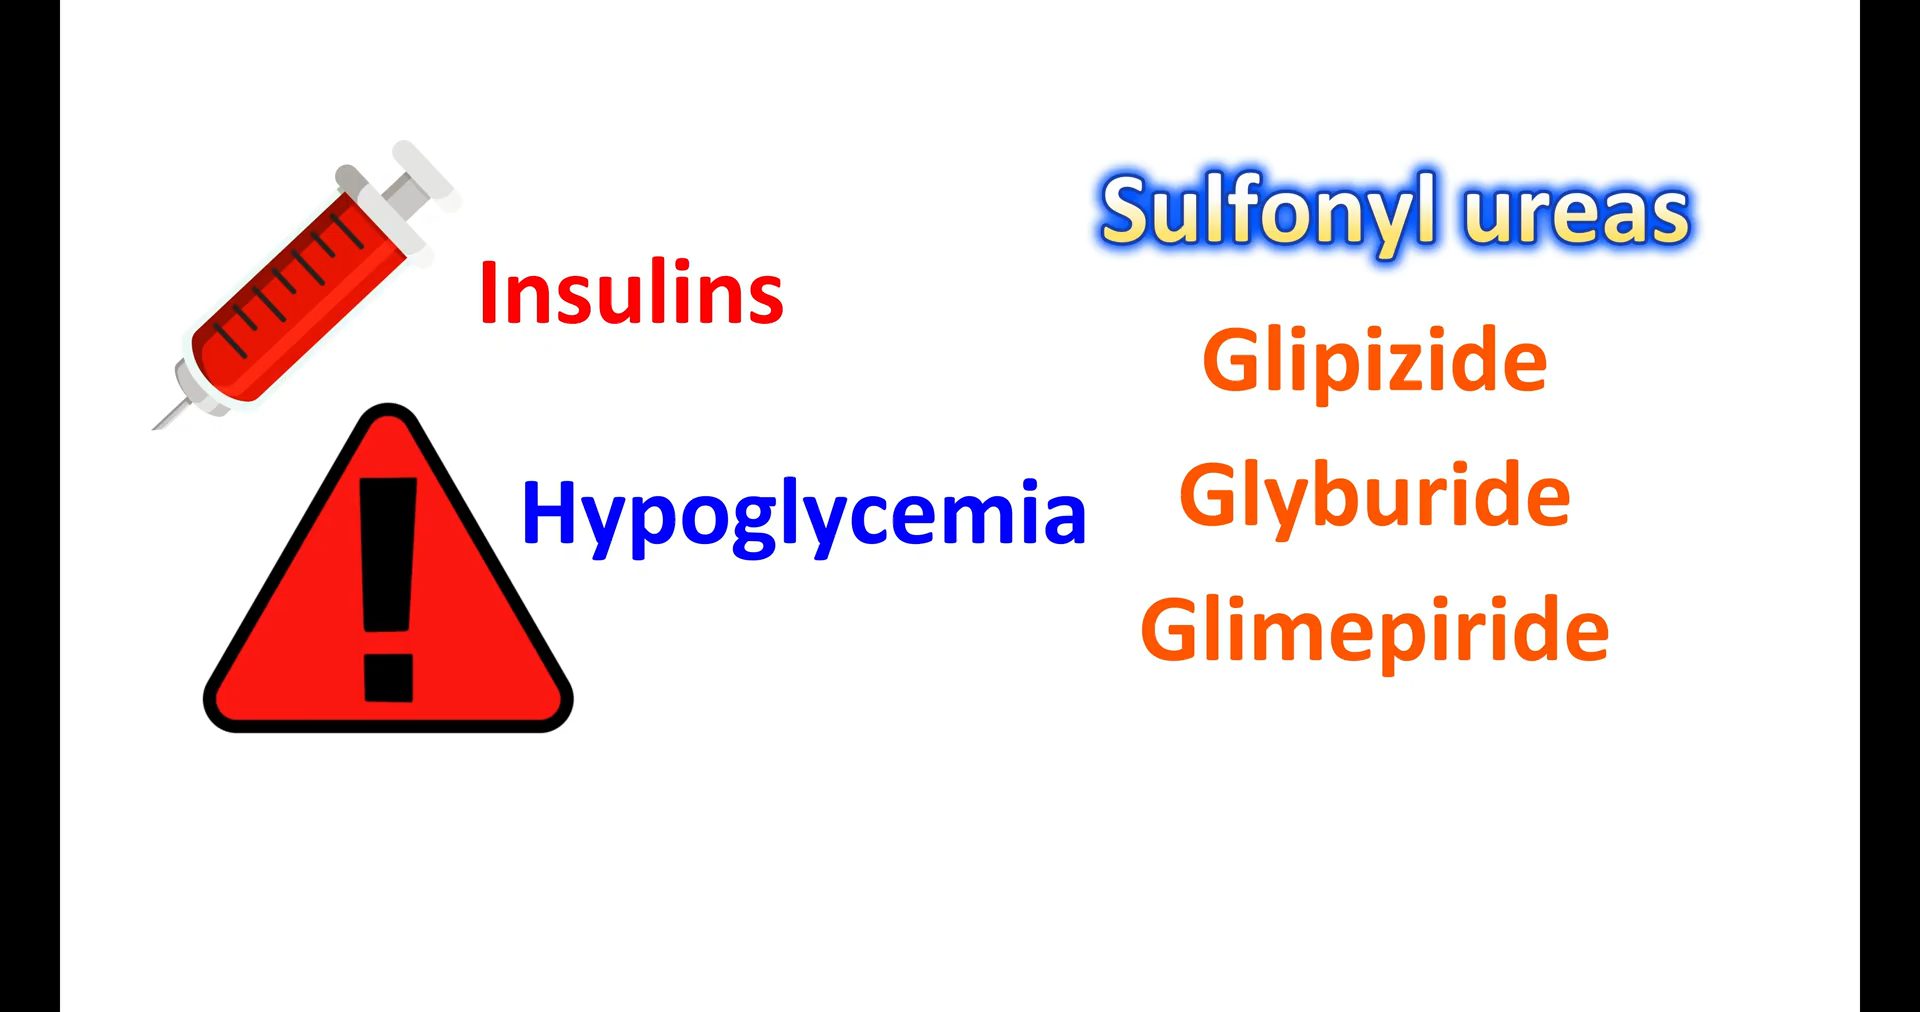 Insulins
Hypoglycemia
Sulfonyl ureas
Glipizide
Glyburide
Glimepiride